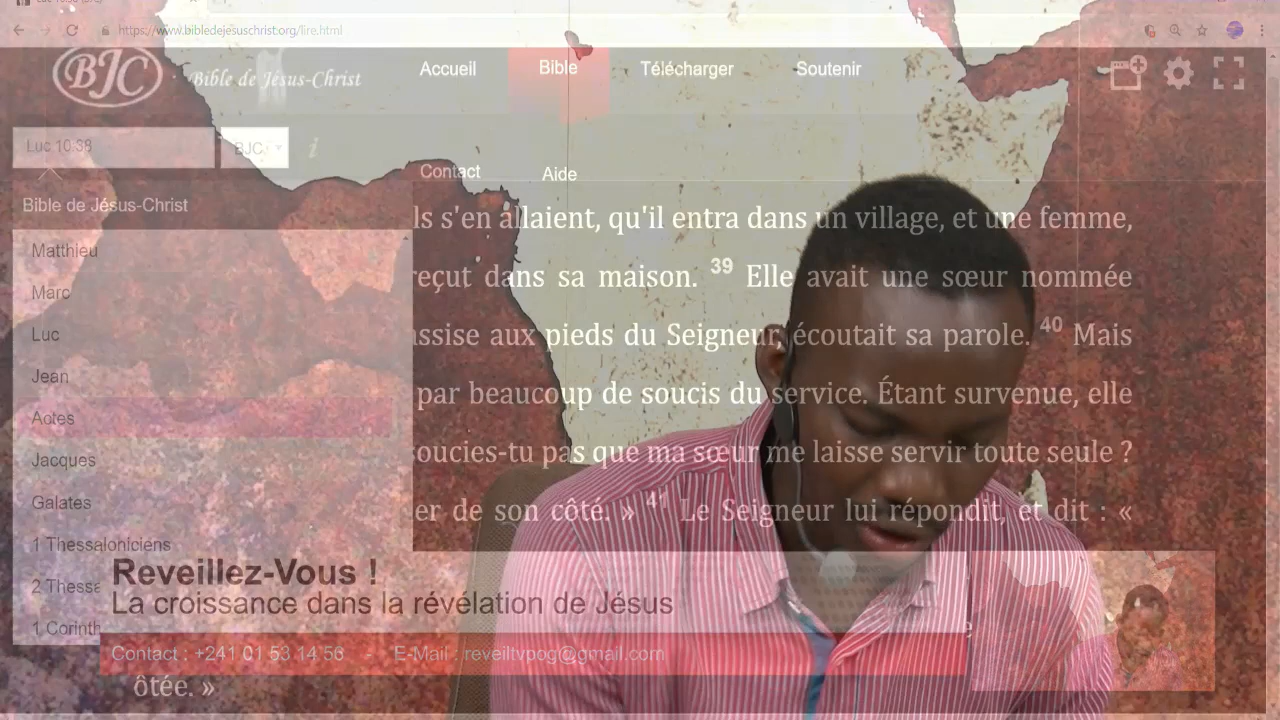 https://www.bibledejesuschrist.org/lire.html
BJC
Bible de Jésus-Christ
Accueil
Bible
Télécharger
Soutenir
Contact
Aide
Luc 10:38
BJC
i
Bible de Jésus-Christ
Matthieu
Marc
Luc
Jean
Actes
Jacques
Galates
1 Thessaloniciens
2 Thess
1 Corinth
ls s'en allaient, qu'il entra dans un village, et une femme,
reçut dans sa maison. 39 Elle avait une sœur nommée
assise aux pieds du Seigneur, écoutait sa parole. 40 Mais
par beaucoup de soucis du service. Étant survenue, elle
soucies-tu pas que ma sœur me laisse servir toute seule ?
er de son côté. » 41 Le Seigneur lui répondit, et dit : «
ôtée. »
Reveillez-Vous !
La croissance dans la révélation de Jésus
Contact : +241 01 53 14 56 - E-Mail : reveiltvpog@gmail.com